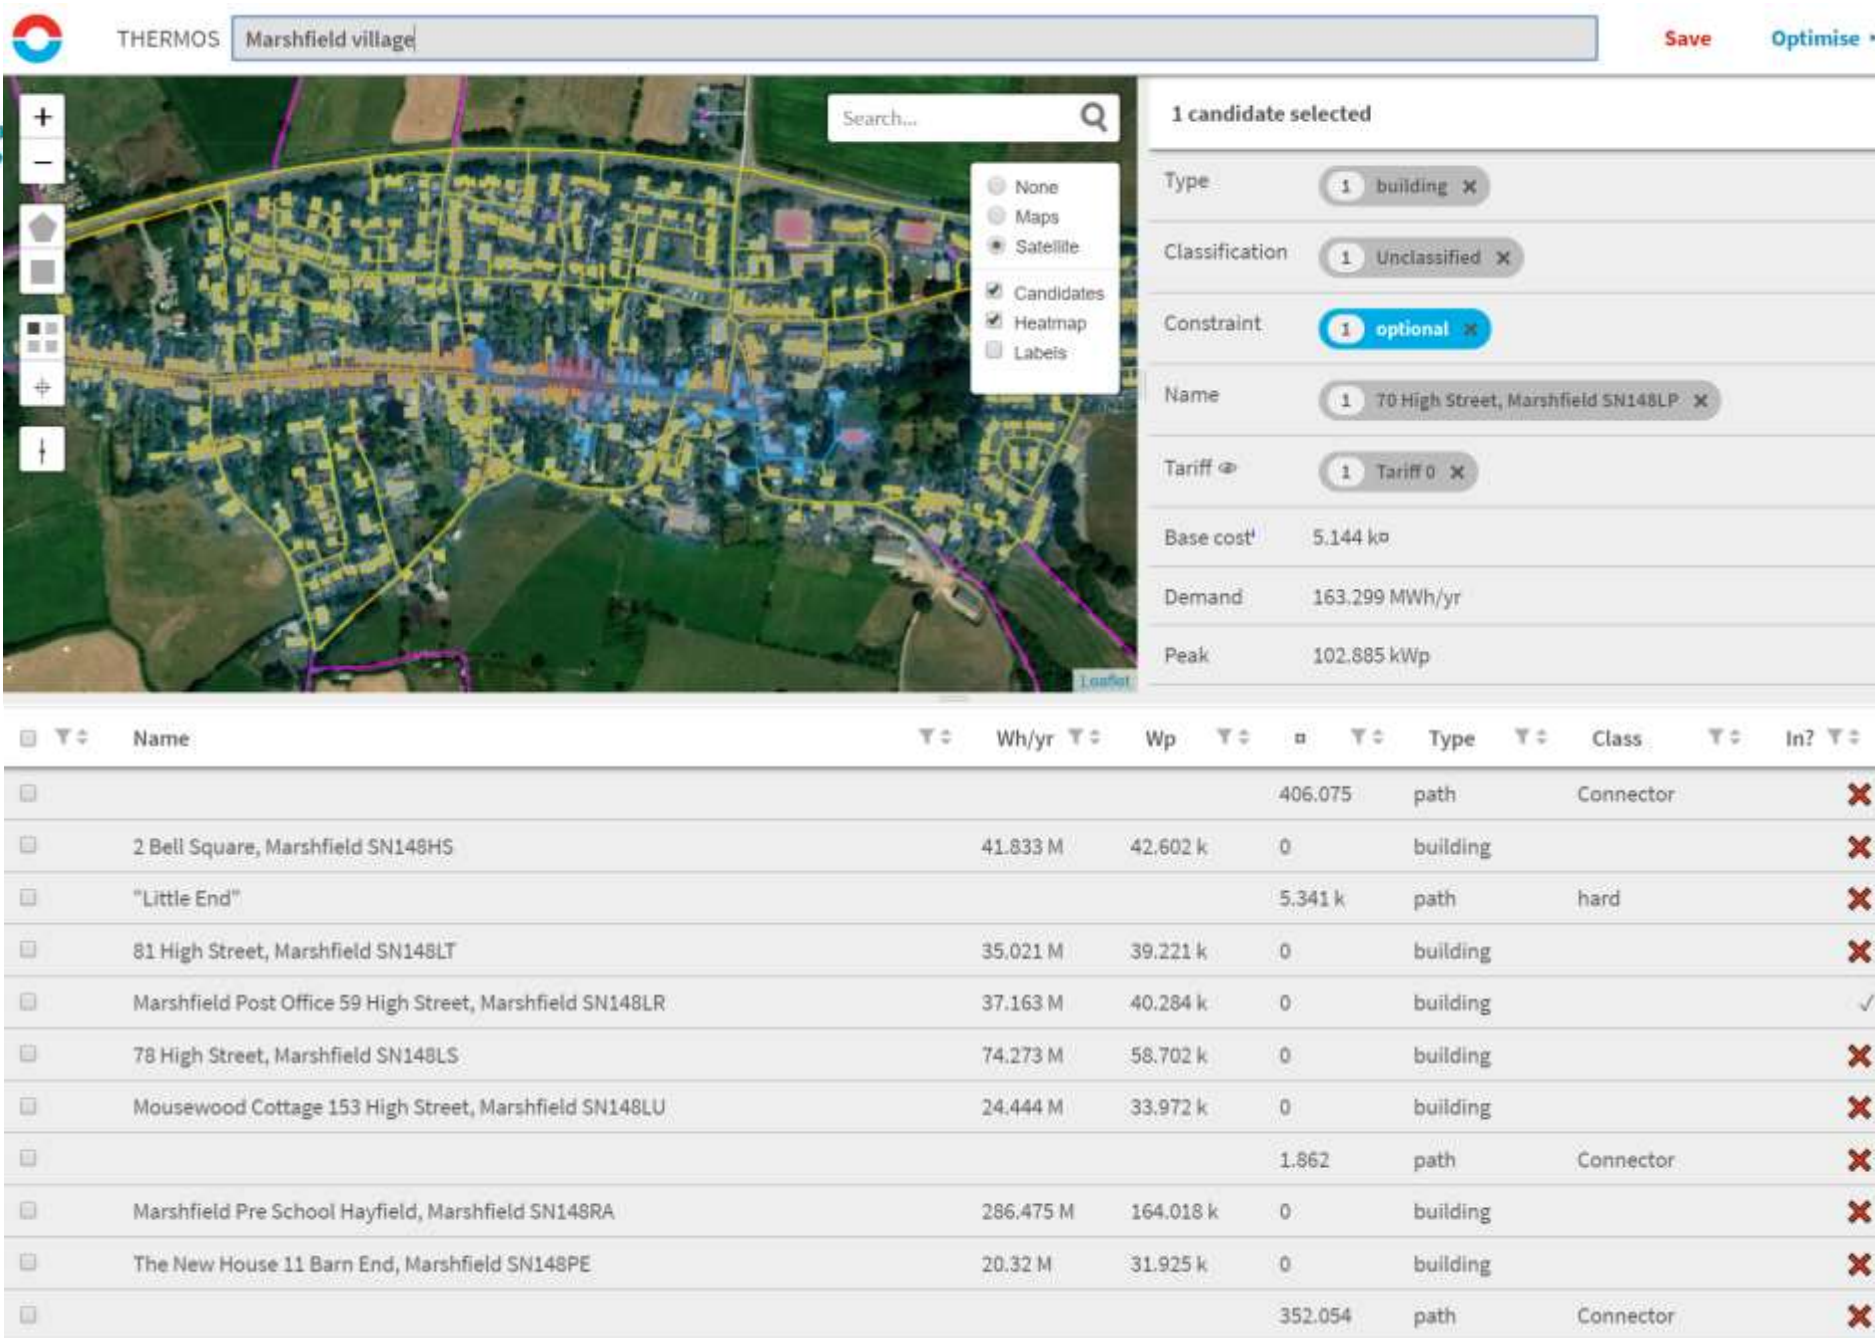 THERMOS Marshfield village Save Optimise
+
−
Search...
None
Maps
Satellite
Candidates
Heatmap
Labels
Leaflet
1 candidate selected
Type 1 building ×
Classification 1 Unclassified ×
Constraint 1 optional ×
Name 1 70 High Street, Marshfield SN148LP ×
Tariff 1 Tariff 0 ×
Base cost 5.144 k¤
Demand 163.299 MWh/yr
Peak 102.885 kWp
Name Wh/yr Wp ¤ Type Class In?
406.075 path Connector
2 Bell Square, Marshfield SN148HS 41.833 M 42.602 k 0 building
"Little End" 5.341 k path hard
81 High Street, Marshfield SN148LT 35.021 M 39.221 k 0 building
Marshfield Post Office 59 High Street, Marshfield SN148LR 37.163 M 40.284 k 0 building ✓
78 High Street, Marshfield SN148LS 74.273 M 58.702 k 0 building
Mousewood Cottage 153 High Street, Marshfield SN148LU 24.444 M 33.972 k 0 building
1.862 path Connector
Marshfield Pre School Hayfield, Marshfield SN148RA 286.475 M 164.018 k 0 building
The New House 11 Barn End, Marshfield SN148PE 20.32 M 31.925 k 0 building
352.054 path Connector